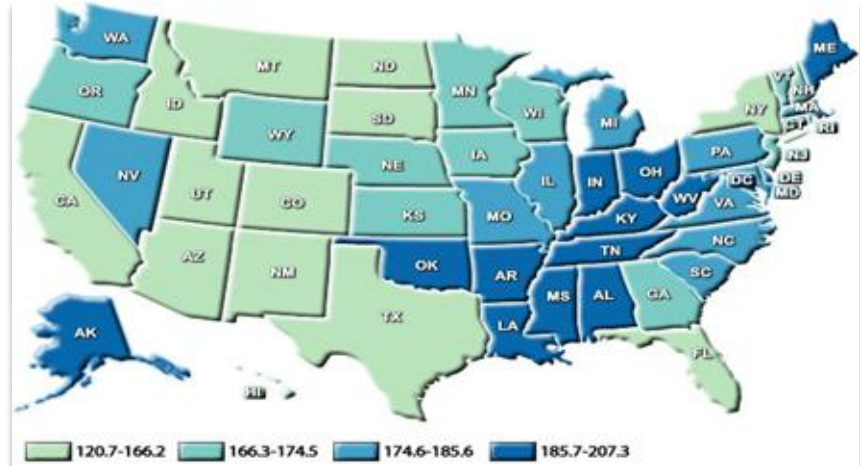 WA
ME
MT
ND
VT
OR
MN
NH
ID
SD
WI
NY
MA
WY
MI
CT
RI
IA
PA
NJ
NE
NV
OH
IL
IN
DE
UT
DC
MD
CO
WV
CA
VA
KS
MO
KY
NC
TN
AZ
OK
NM
AR
SC
MS
AL
GA
TX
LA
AK
FL
HI
120.7-166.2 166.3-174.5 174.6-185.6 185.7-207.3